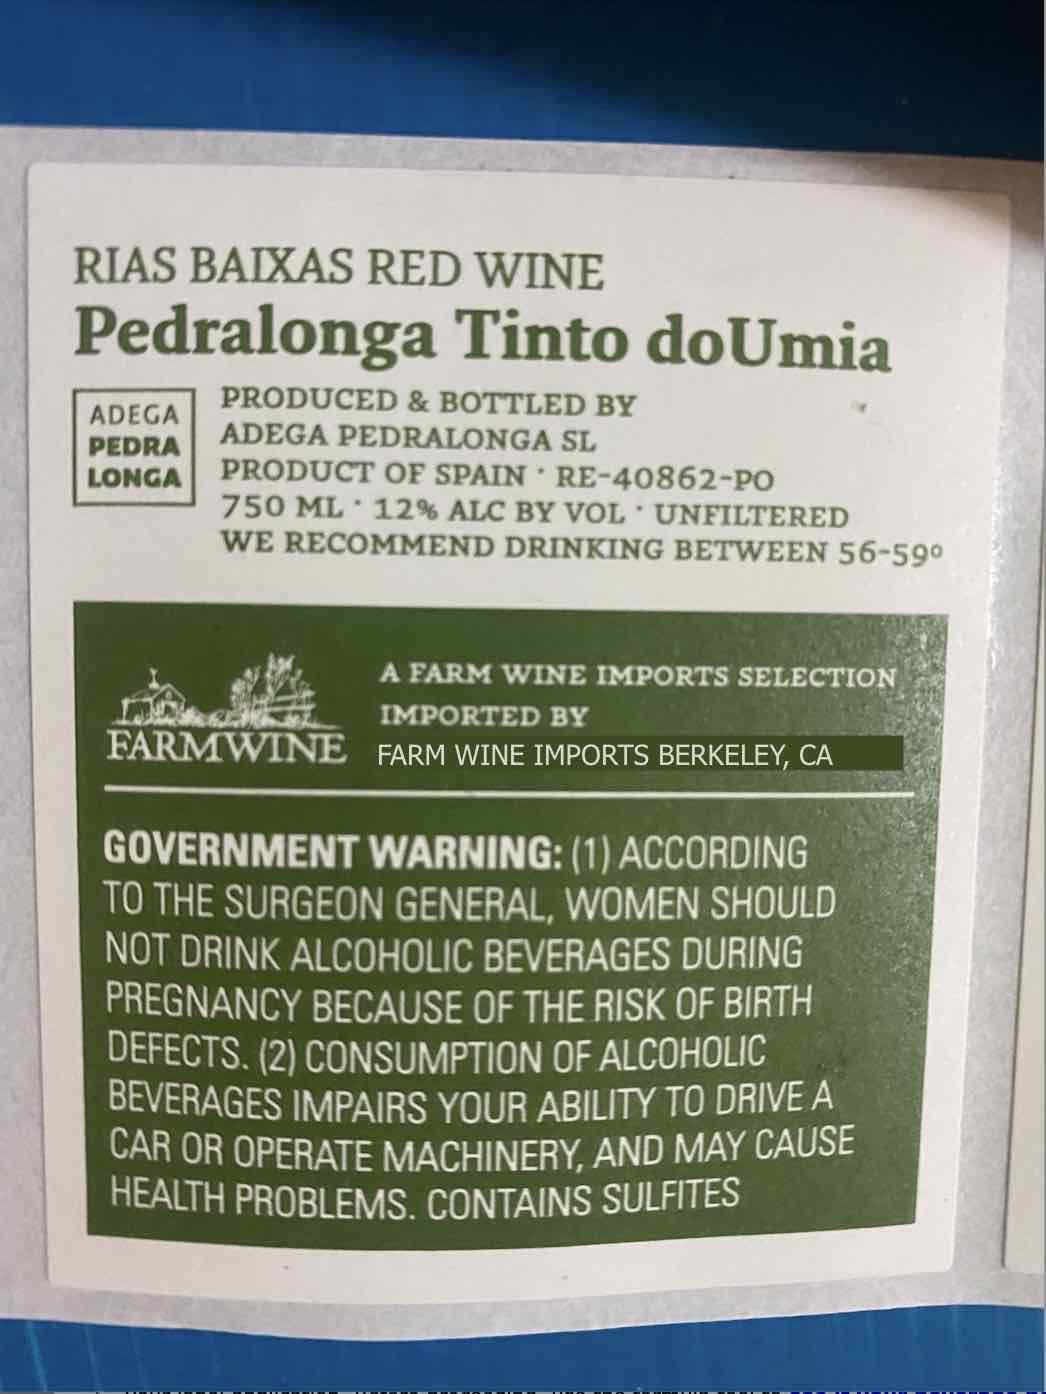 RIAS BAIXAS RED WINE
Pedralonga Tinto doUmia
ADEGA
PEDRA
LONGA
PRODUCED & BOTTLED BY
ADEGA PEDRALONGA SL
PRODUCT OF SPAIN · RE-40862-PO
750 ML · 12% ALC BY VOL · UNFILTERED
WE RECOMMEND DRINKING BETWEEN 56-59º
FARMWINE
A FARM WINE IMPORTS SELECTION
IMPORTED BY
FARM WINE IMPORTS BERKELEY, CA
GOVERNMENT WARNING: (1) ACCORDING
TO THE SURGEON GENERAL, WOMEN SHOULD
NOT DRINK ALCOHOLIC BEVERAGES DURING
PREGNANCY BECAUSE OF THE RISK OF BIRTH
DEFECTS. (2) CONSUMPTION OF ALCOHOLIC
BEVERAGES IMPAIRS YOUR ABILITY TO DRIVE A
CAR OR OPERATE MACHINERY, AND MAY CAUSE
HEALTH PROBLEMS. CONTAINS SULFITES